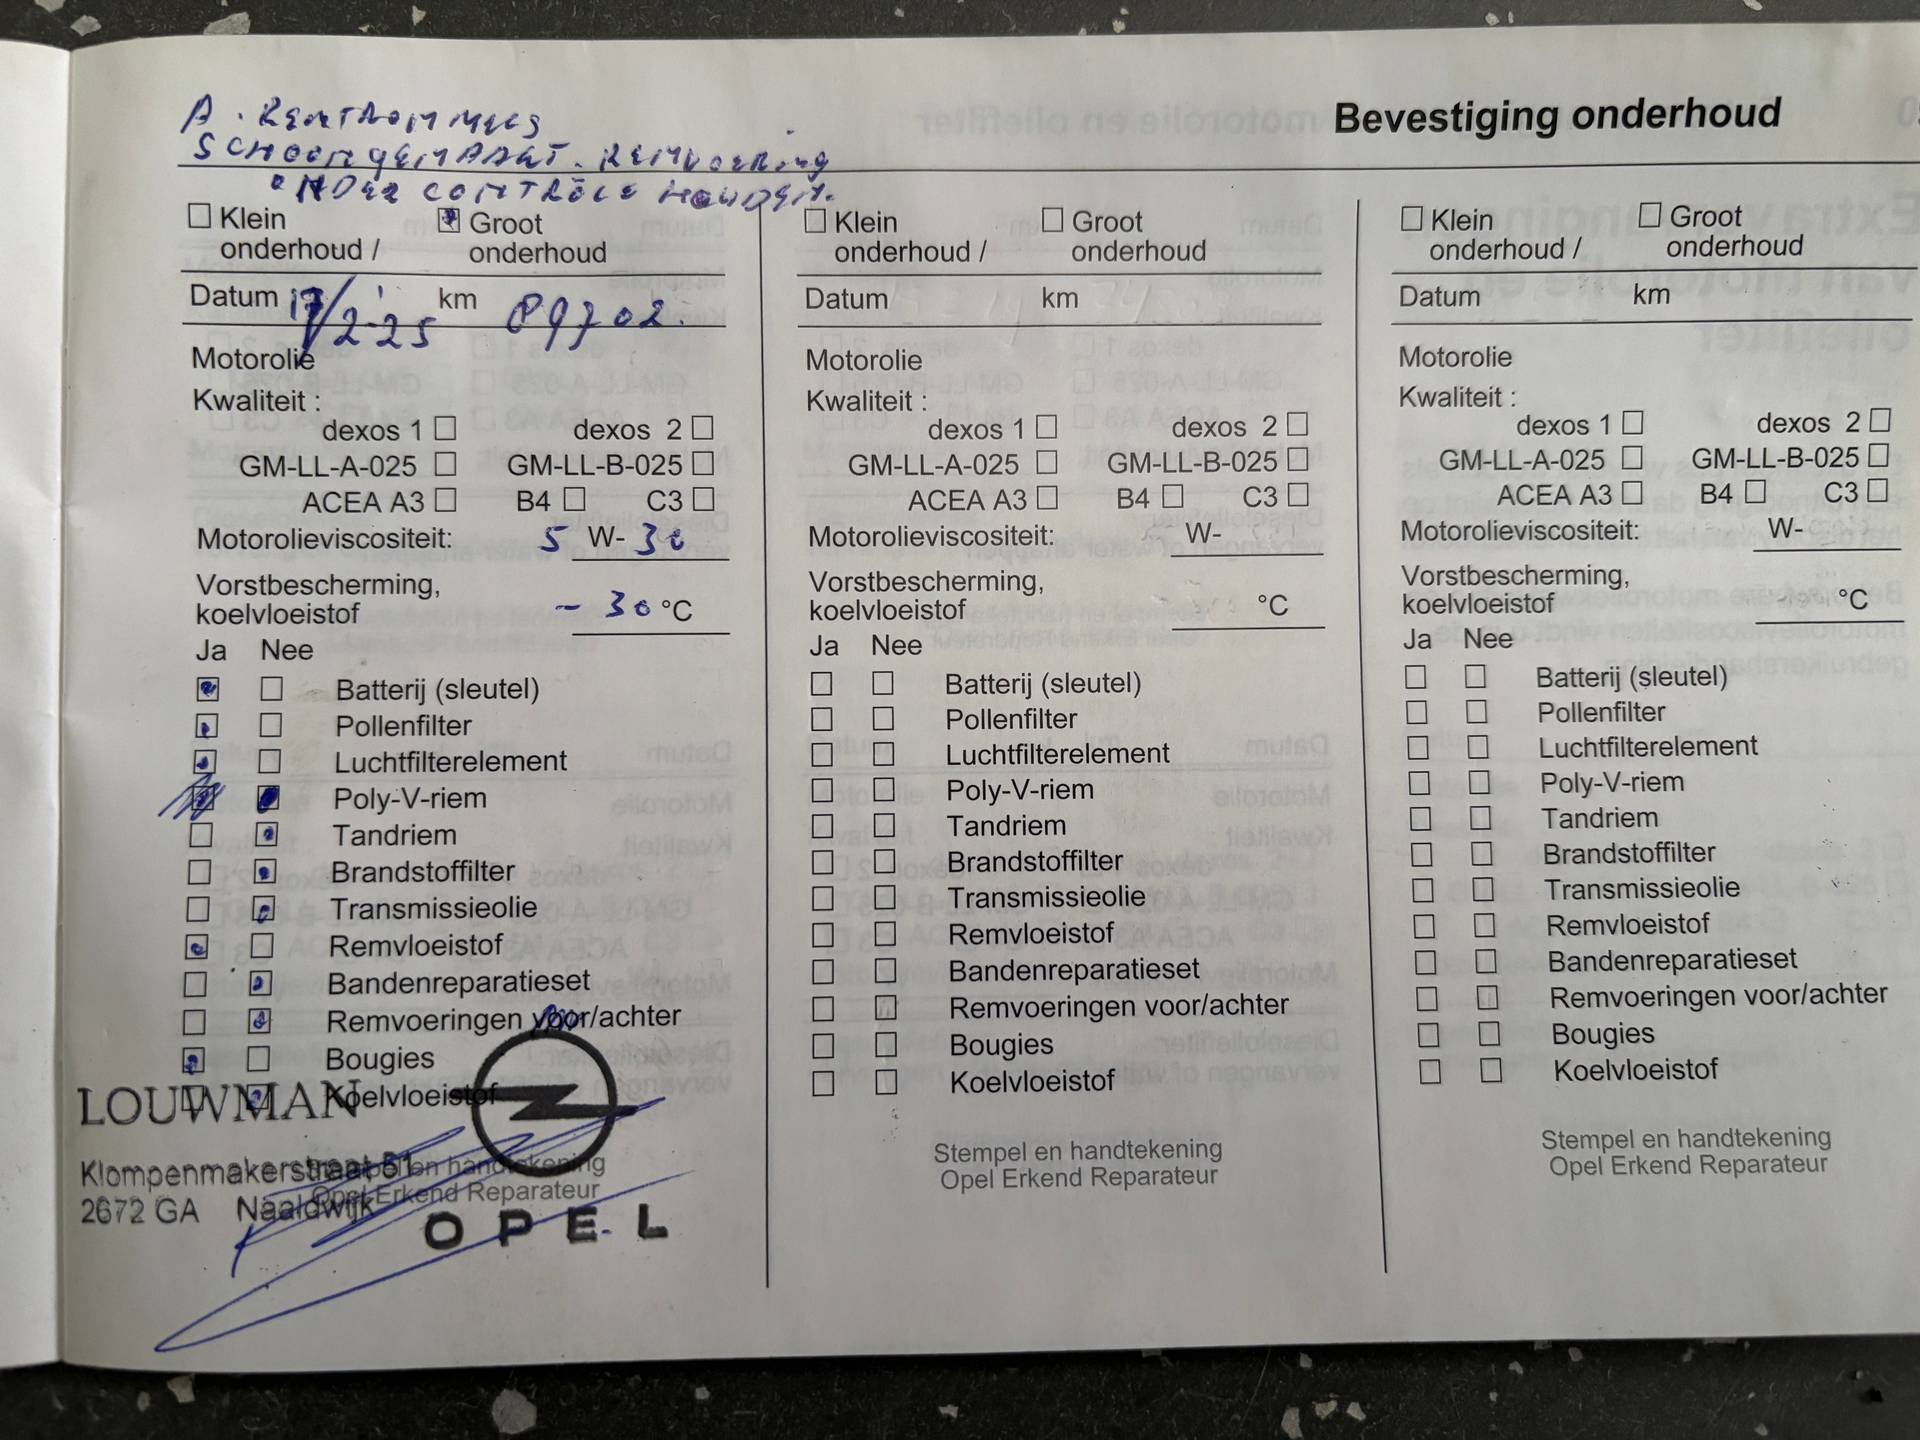 A. REMTROMMELS
SCHOONGEMAAKT. REMVOERING
ONDER CONTRÔLE HOUDEN.
Bevestiging onderhoud
Klein onderhoud /
Groot onderhoud
Datum 17/2-25 km 89702.
Motorolie
Kwaliteit :
dexos 1 dexos 2
GM-LL-A-025 GM-LL-B-025
ACEA A3 B4 C3
Motorolieviscositeit: 5 W- 30
Vorstbescherming,
koelvloeistof - 30 °C
Ja Nee
Batterij (sleutel)
Pollenfilter
Luchtfilterelement
Poly-V-riem
Tandriem
Brandstoffilter
Transmissieolie
Remvloeistof
Bandenreparatieset
Remvoeringen voor/achter
Bougies
Koelvloeistof
Stempel en handtekening
Opel Erkend Reparateur
LOUWMAN
Klompenmakerstraat 51
2672 GA Naaldwijk
OPEL
Klein onderhoud /
Groot onderhoud
Datum km
Motorolie
Kwaliteit :
dexos 1 dexos 2
GM-LL-A-025 GM-LL-B-025
ACEA A3 B4 C3
Motorolieviscositeit: W-
Vorstbescherming,
koelvloeistof °C
Ja Nee
Batterij (sleutel)
Pollenfilter
Luchtfilterelement
Poly-V-riem
Tandriem
Brandstoffilter
Transmissieolie
Remvloeistof
Bandenreparatieset
Remvoeringen voor/achter
Bougies
Koelvloeistof
Stempel en handtekening
Opel Erkend Reparateur
Klein onderhoud /
Groot onderhoud
Datum km
Motorolie
Kwaliteit :
dexos 1 dexos 2
GM-LL-A-025 GM-LL-B-025
ACEA A3 B4 C3
Motorolieviscositeit: W-
Vorstbescherming,
koelvloeistof °C
Ja Nee
Batterij (sleutel)
Pollenfilter
Luchtfilterelement
Poly-V-riem
Tandriem
Brandstoffilter
Transmissieolie
Remvloeistof
Bandenreparatieset
Remvoeringen voor/achter
Bougies
Koelvloeistof
Stempel en handtekening
Opel Erkend Reparateur